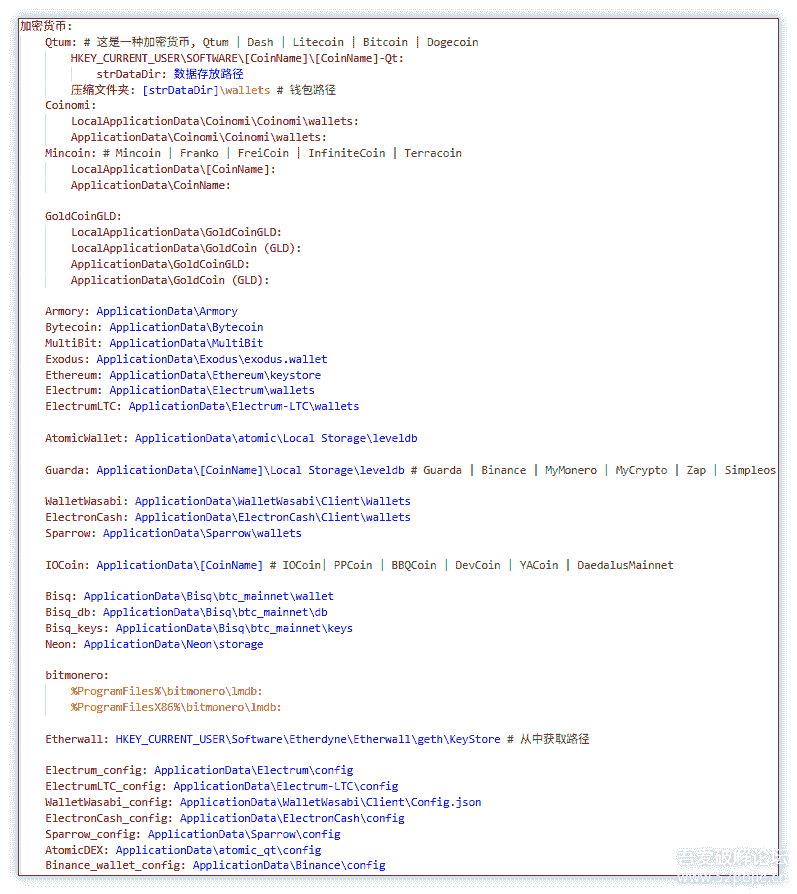 加密货币:
Qtum: # 这是一种加密货币, Qtum | Dash | Litecoin | Bitcoin | Dogecoin
HKEY_CURRENT_USER\SOFTWARE\[CoinName]\[CoinName]-Qt:
strDataDir: 数据存放路径
压缩文件夹: [strDataDir]\wallets # 钱包路径
Coinomi:
LocalApplicationData\Coinomi\Coinomi\wallets:
ApplicationData\Coinomi\Coinomi\wallets:
Mincoin: # Mincoin | Franko | FreiCoin | InfiniteCoin | Terracoin
LocalApplicationData\[CoinName]:
ApplicationData\CoinName:
GoldCoinGLD:
LocalApplicationData\GoldCoinGLD:
LocalApplicationData\GoldCoin (GLD):
ApplicationData\GoldCoinGLD:
ApplicationData\GoldCoin (GLD):
Armory: ApplicationData\Armory
Bytecoin: ApplicationData\Bytecoin
MultiBit: ApplicationData\MultiBit
Exodus: ApplicationData\Exodus\exodus.wallet
Ethereum: ApplicationData\Ethereum\keystore
Electrum: ApplicationData\Electrum\wallets
ElectrumLTC: ApplicationData\Electrum-LTC\wallets
AtomicWallet: ApplicationData\atomic\Local Storage\leveldb
Guarda: ApplicationData\[CoinName]\Local Storage\leveldb # Guarda | Binance | MyMonero | MyCrypto | Zap | Simpleos
WalletWasabi: ApplicationData\WalletWasabi\Client\Wallets
ElectronCash: ApplicationData\ElectronCash\Client\wallets
Sparrow: ApplicationData\Sparrow\wallets
IOCoin: ApplicationData\[CoinName] # IOCoin| PPCoin | BBQCoin | DevCoin | YACoin | DaedalusMainnet
Bisq: ApplicationData\Bisq\btc_mainnet\wallet
Bisq_db: ApplicationData\Bisq\btc_mainnet\db
Bisq_keys: ApplicationData\Bisq\btc_mainnet\keys
Neon: ApplicationData\Neon\storage
bitmonero:
%ProgramFiles%\bitmonero\lmdb:
%ProgramFilesX86%\bitmonero\lmdb:
Etherwall: HKEY_CURRENT_USER\Software\Etherdyne\Etherwall\geth\KeyStore # 从中获取路径
Electrum_config: ApplicationData\Electrum\config
ElectrumLTC_config: ApplicationData\Electrum-LTC\config
WalletWasabi_config: ApplicationData\WalletWasabi\Client\Config.json
ElectronCash_config: ApplicationData\ElectronCash\config
Sparrow_config: ApplicationData\Sparrow\config
AtomicDEX: ApplicationData\atomic_qt\config
Binance_wallet_config: ApplicationData\Binance\config
吾爱破解论坛
www.52pojie.cn